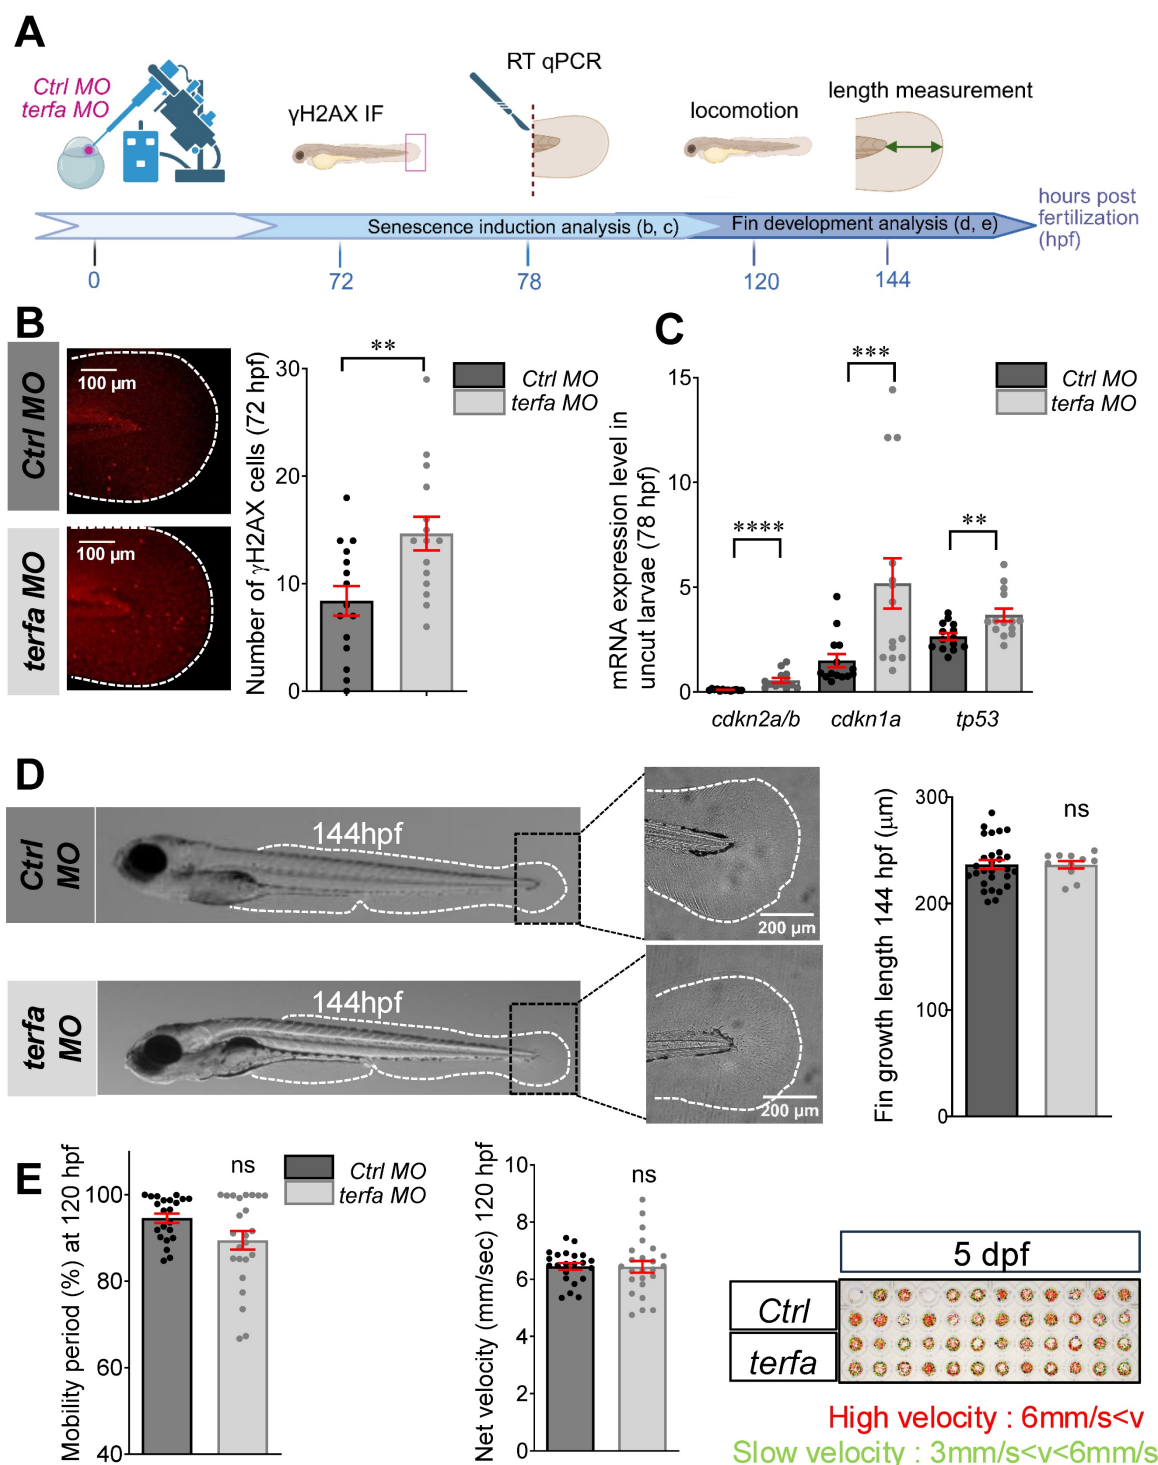 A
Ctrl MO
terfa MO
γH2AX IF
RT qPCR
locomotion
length measurement
Senescence induction analysis (b, c)
Fin development analysis (d, e)
hours post
fertilization
(hpf)
0
72
78
120
144
B
Ctrl MO
100 µm
terfa MO
100 µm
Number of γH2AX cells (72 hpf)
30
20
10
0
**
Ctrl MO
terfa MO
C
mRNA expression level in
uncut larvae (78 hpf)
15
10
5
0
****
***
**
Ctrl MO
terfa MO
cdkn2a/b
cdkn1a
tp53
D
Ctrl
MO
144hpf
200 µm
terfa
MO
144hpf
200 µm
Fin growth length 144 hpf (µm)
300
200
100
0
ns
E
Mobility period (%) at 120 hpf
100
80
60
40
ns
Ctrl MO
terfa MO
Net velocity (mm/sec) 120 hpf
10
8
6
4
2
0
ns
5 dpf
Ctrl
terfa
High velocity : 6mm/s<v
Slow velocity : 3mm/s<v<6mm/s